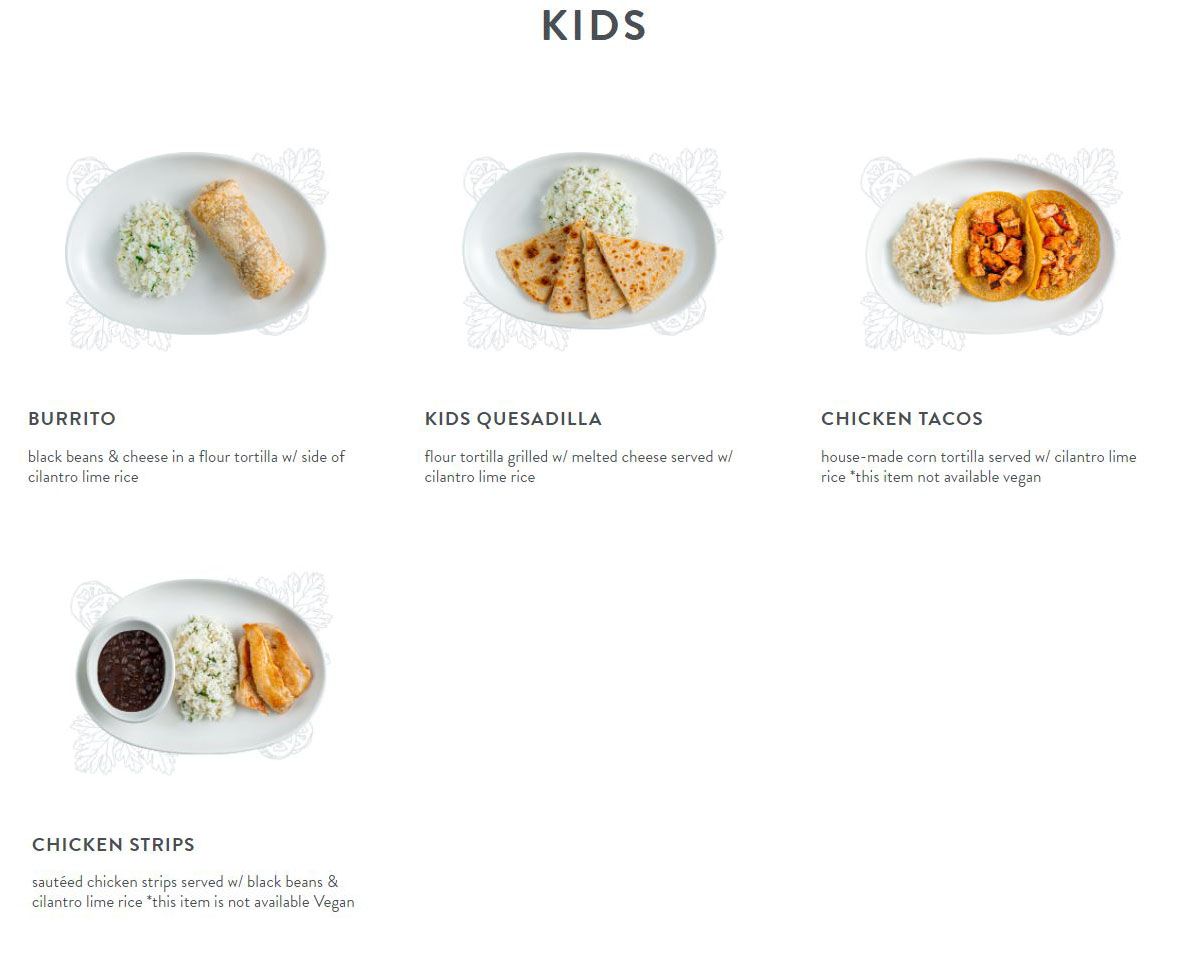 KIDS
BURRITO
black beans & cheese in a flour tortilla w/ side of
cilantro lime rice
KIDS QUESADILLA
flour tortilla grilled w/ melted cheese served w/
cilantro lime rice
CHICKEN TACOS
house-made corn tortilla served w/ cilantro lime
rice *this item not available vegan
CHICKEN STRIPS
sautéed chicken strips served w/ black beans &
cilantro lime rice *this item is not available Vegan